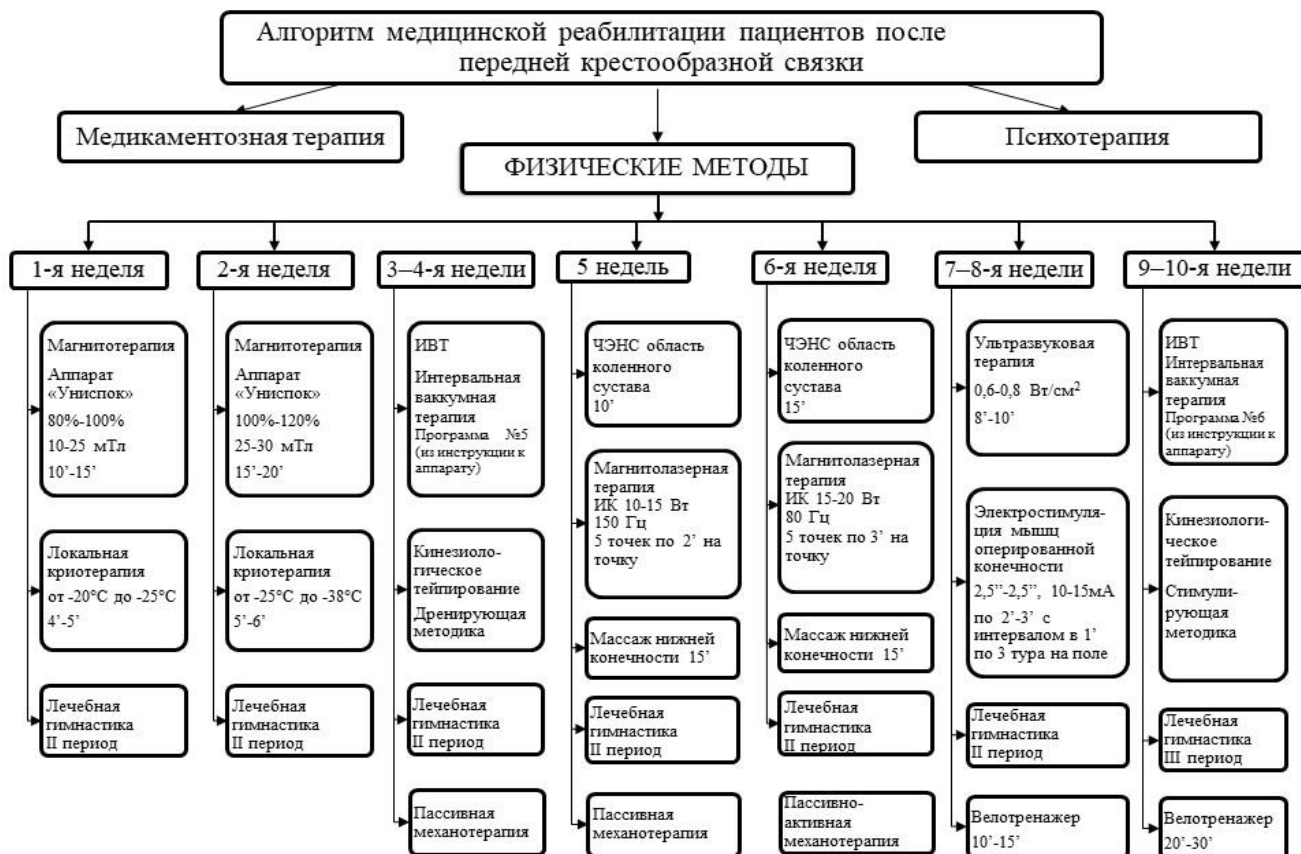 Алгоритм медицинской реабилитации пациентов после
передней крестообразной связки
Медикаментозная терапия
Психотерапия
ФИЗИЧЕСКИЕ МЕТОДЫ
1-я неделя
2-я неделя
3–4-я недели
5 недель
6-я неделя
7–8-я недели
9–10-я недели
Магнитотерапия
Аппарат
«Униспок»
80%-100%
10-25 мТл
10’-15’
Локальная
криотерапия
от -20°С до -25°С
4’-5’
Лечебная
гимнастика
II период
Магнитотерапия
Аппарат
«Униспок»
100%-120%
25-30 мТл
15’-20’
Локальная
криотерапия
от -25°С до -38°С
5’-6’
Лечебная
гимнастика
II период
ИВТ
Интервальная
ваккумная
терапия
Программа №5
(из инструкции к
аппарату)
Кинезиоло-
гическое
тейпирование
Дренирующая
методика
Лечебная
гимнастика
II период
Пассивная
механотерапия
ЧЭНС область
коленного
сустава
10’
Магнитолазерная
терапия
ИК 10-15 Вт
150 Гц
5 точек по 2’ на
точку
Массаж нижней
конечности 15’
Лечебная
гимнастика
II период
Пассивная
механотерапия
ЧЭНС область
коленного
сустава
15’
Магнитолазерная
терапия
ИК 15-20 Вт
80 Гц
5 точек по 3’ на
точку
Массаж нижней
конечности 15’
Лечебная
гимнастика
II период
Пассивно-
активная
механотерапия
Ультразвуковая
терапия
0,6-0,8 Вт/см²
8’-10’
Электростимуля-
ция мышц
оперированной
конечности
2,5”-2,5”, 10-15мА
по 2’-3’ с
интервалом в 1’
по 3 тура на поле
Лечебная
гимнастика
II период
Велотренажер
10’-15’
ИВТ
Интервальная
ваккумная
терапия
Программа №6
(из инструкции к
аппарату)
Кинезиологи-
ческое
тейпирование
Стимули-
рующая
методика
Лечебная
гимнастика
III период
Велотренажер
20’-30’